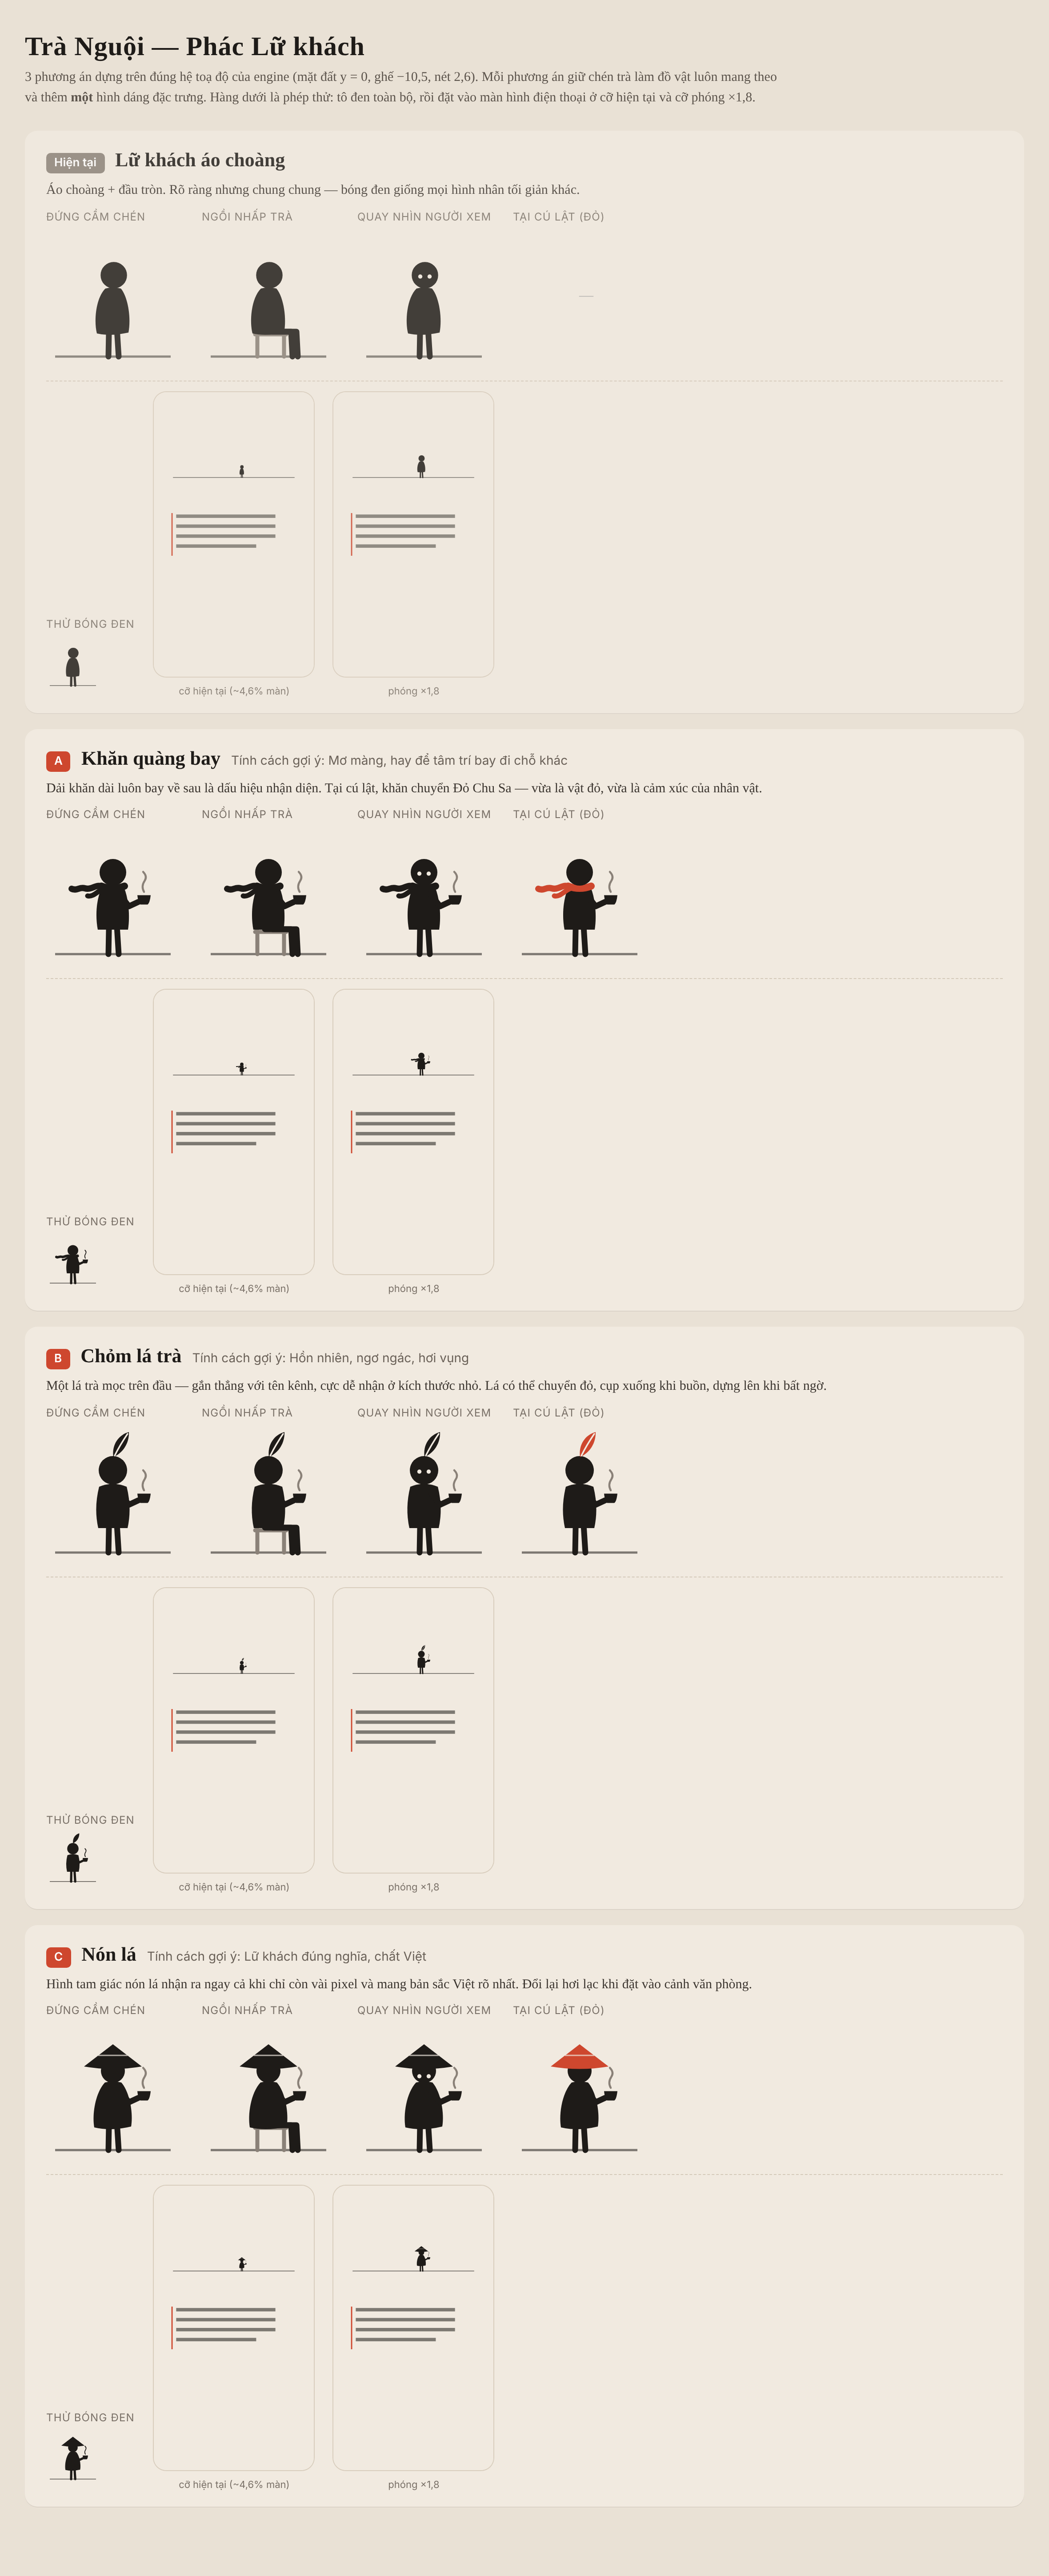 Trà Nguội — Phác Lữ khách
3 phương án dựng trên đúng hệ toạ độ của engine (mặt đất y = 0, ghế −10,5, nét 2,6). Mỗi phương án giữ chén trà làm đồ vật luôn mang theo
và thêm một hình dáng đặc trưng. Hàng dưới là phép thử: tô đen toàn bộ, rồi đặt vào màn hình điện thoại ở cỡ hiện tại và cỡ phóng ×1,8.
Hiện tại Lữ khách áo choàng
Áo choàng + đầu tròn. Rõ ràng nhưng chung chung — bóng đen giống mọi hình nhân tối giản khác.
ĐỨNG CẦM CHÉN NGỒI NHẤP TRÀ QUAY NHÌN NGƯỜI XEM TẠI CÚ LẬT (ĐỎ)
—
THỬ BÓNG ĐEN
cỡ hiện tại (~4,6% màn) phóng ×1,8
A Khăn quàng bay Tính cách gợi ý: Mơ màng, hay để tâm trí bay đi chỗ khác
Dải khăn dài luôn bay về sau là dấu hiệu nhận diện. Tại cú lật, khăn chuyển Đỏ Chu Sa — vừa là vật đỏ, vừa là cảm xúc của nhân vật.
ĐỨNG CẦM CHÉN NGỒI NHẤP TRÀ QUAY NHÌN NGƯỜI XEM TẠI CÚ LẬT (ĐỎ)
THỬ BÓNG ĐEN
cỡ hiện tại (~4,6% màn) phóng ×1,8
B Chỏm lá trà Tính cách gợi ý: Hồn nhiên, ngơ ngác, hơi vụng
Một lá trà mọc trên đầu — gắn thẳng với tên kênh, cực dễ nhận ở kích thước nhỏ. Lá có thể chuyển đỏ, cụp xuống khi buồn, dựng lên khi bất ngờ.
ĐỨNG CẦM CHÉN NGỒI NHẤP TRÀ QUAY NHÌN NGƯỜI XEM TẠI CÚ LẬT (ĐỎ)
THỬ BÓNG ĐEN
cỡ hiện tại (~4,6% màn) phóng ×1,8
C Nón lá Tính cách gợi ý: Lữ khách đúng nghĩa, chất Việt
Hình tam giác nón lá nhận ra ngay cả khi chỉ còn vài pixel và mang bản sắc Việt rõ nhất. Đổi lại hơi lạc khi đặt vào cảnh văn phòng.
ĐỨNG CẦM CHÉN NGỒI NHẤP TRÀ QUAY NHÌN NGƯỜI XEM TẠI CÚ LẬT (ĐỎ)
THỬ BÓNG ĐEN
cỡ hiện tại (~4,6% màn) phóng ×1,8